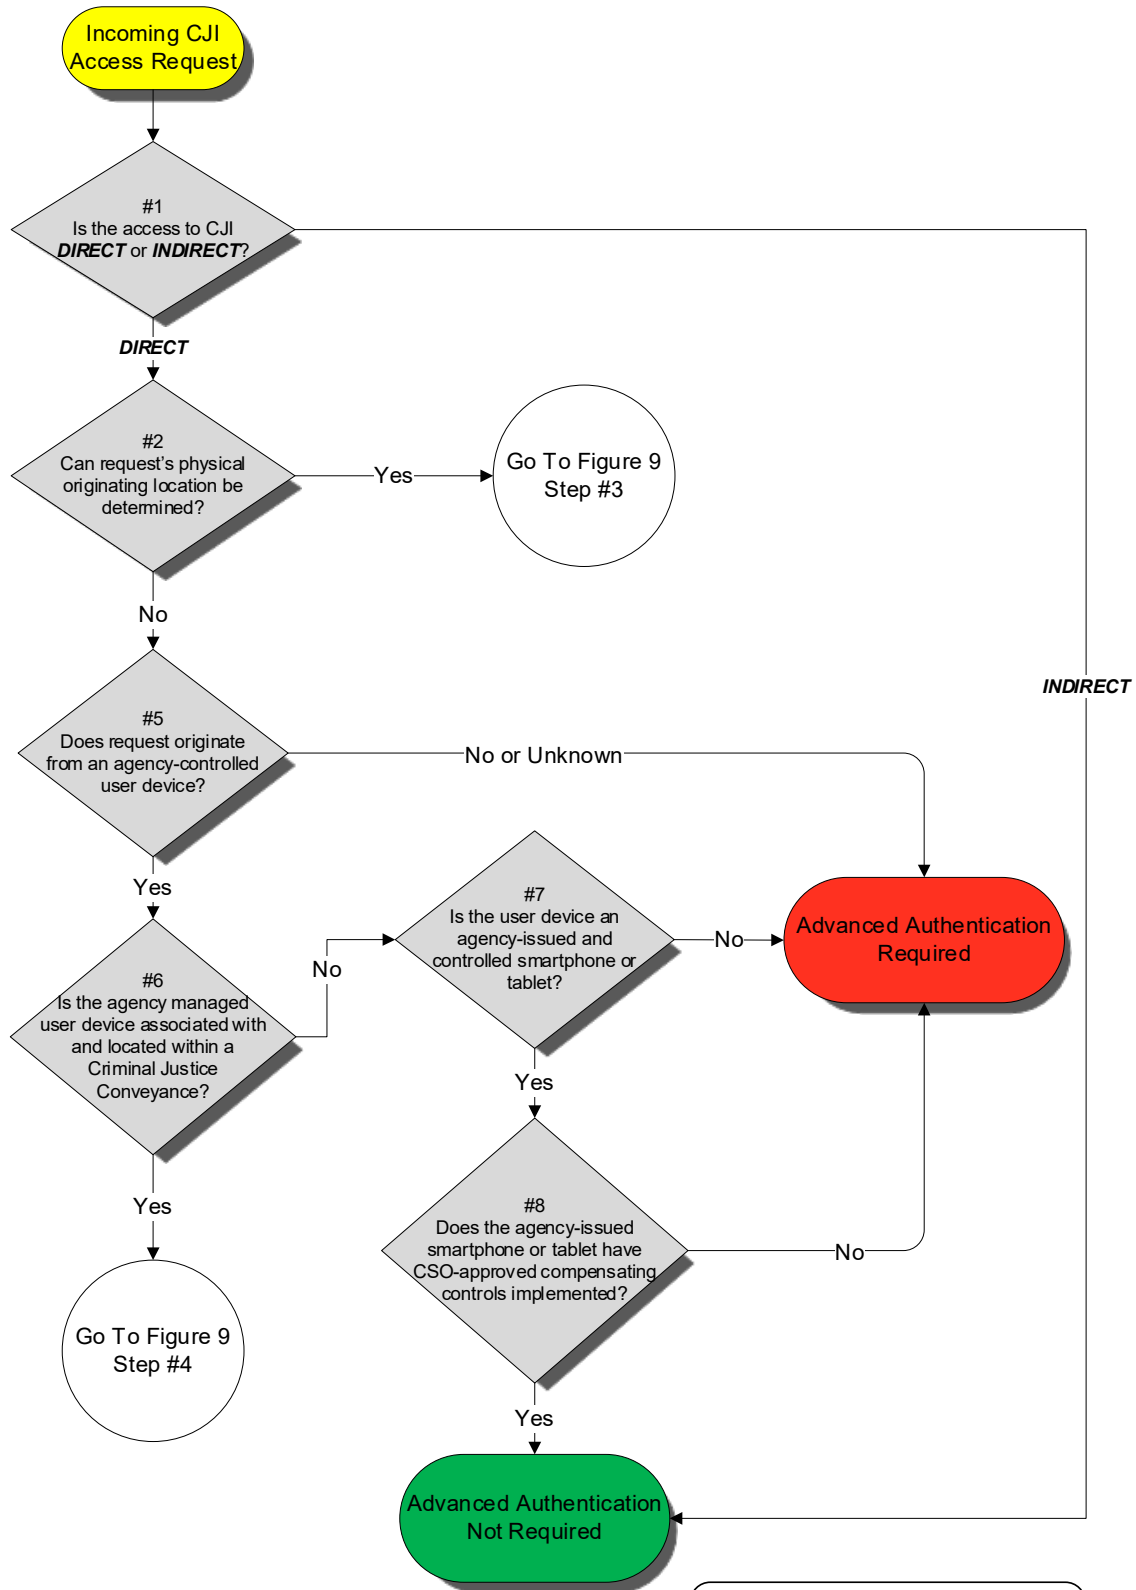 Incoming CJI
Access Request
#1
Is the access to CJI
DIRECT or INDIRECT?
DIRECT
#2
Can request's physical
originating location be
determined?
Yes
Go To Figure 9
Step #3
No
INDIRECT
#5
Does request originate
from an agency-controlled
user device?
No or Unknown
Yes
#7
Is the user device an
agency-issued and
controlled smartphone or
tablet?
No
Advanced Authentication
Required
#6
Is the agency managed
user device associated with
and located within a
Criminal Justice
Conveyance?
No
Yes
Yes
#8
Does the agency-issued
smartphone or tablet have
CSO-approved compensating
controls implemented?
No
Go To Figure 9
Step #4
Yes
Advanced Authentication
Not Required